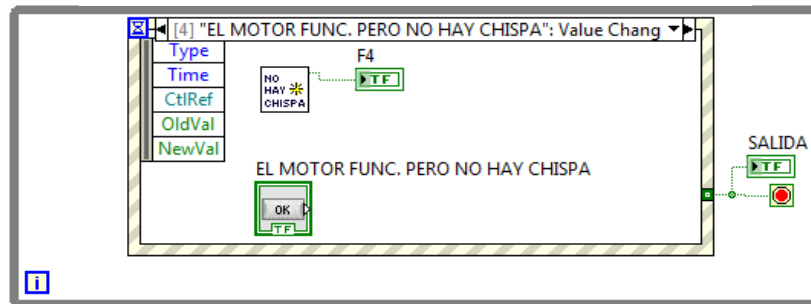 [4] "EL MOTOR FUNC. PERO NO HAY CHISPA": Value Chang
Type
Time
CtlRef
OldVal
NewVal
NO
HAY
CHISPA
F4
TF
EL MOTOR FUNC. PERO NO HAY CHISPA
OK
TF
SALIDA
TF
i